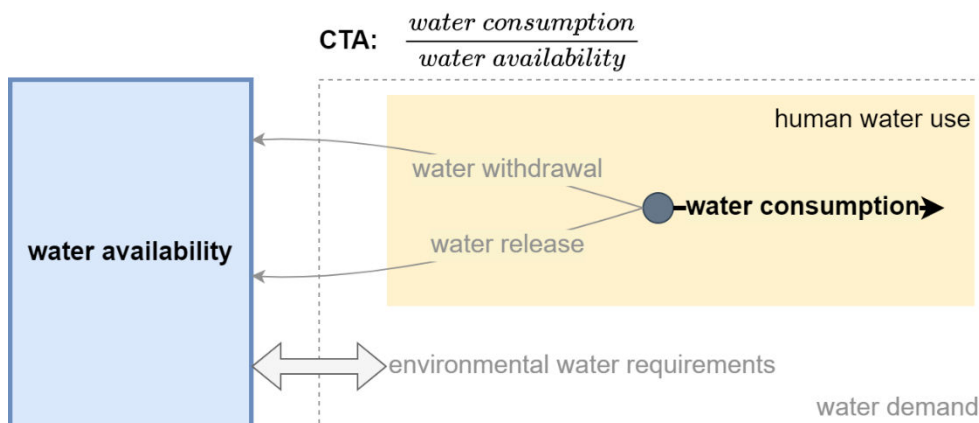 CTA: water consumption
water availability
human water use
water withdrawal
water consumption
water release
water availability
environmental water requirements
water demand